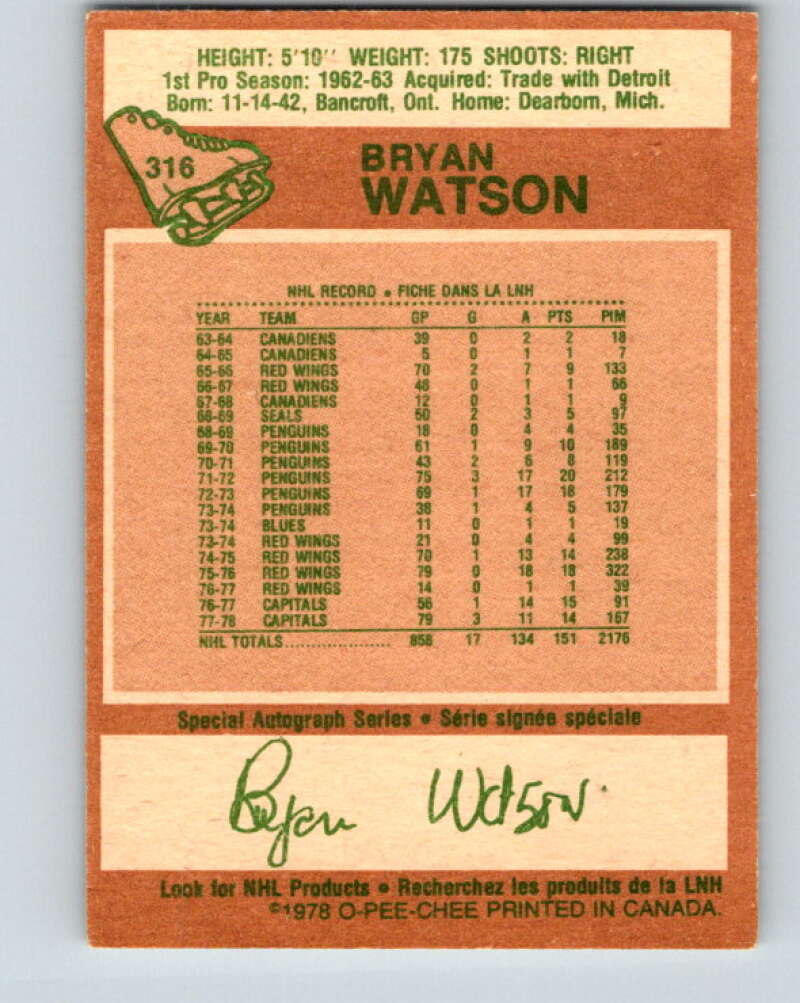 HEIGHT: 5'10'' WEIGHT: 175 SHOOTS: RIGHT
1st Pro Season: 1962-63 Acquired: Trade with Detroit
Born: 11-14-42, Bancroft, Ont. Home: Dearborn, Mich.
316
BRYAN
WATSON
NHL RECORD • FICHE DANS LA LNH
YEAR TEAM GP G A PTS PIM
63-64 CANADIENS 39 0 2 2 18
64-65 CANADIENS 5 0 1 1 7
65-66 RED WINGS 70 2 7 9 133
66-67 RED WINGS 48 0 1 1 66
67-68 CANADIENS 12 0 1 1 9
68-69 SEALS 50 2 3 5 97
68-69 PENGUINS 18 0 4 4 35
69-70 PENGUINS 61 1 9 10 189
70-71 PENGUINS 43 2 6 8 119
71-72 PENGUINS 75 3 17 20 212
72-73 PENGUINS 69 1 17 18 179
73-74 PENGUINS 38 1 4 5 137
73-74 BLUES 11 0 1 1 19
73-74 RED WINGS 21 0 4 4 99
74-75 RED WINGS 70 1 13 14 238
75-76 RED WINGS 79 0 18 18 322
76-77 RED WINGS 14 0 1 1 39
76-77 CAPITALS 56 1 14 15 91
77-78 CAPITALS 79 3 11 14 167
NHL TOTALS 858 17 134 151 2176
Special Autograph Series • Série signée spéciale
Bryan Watson
Look for NHL Products • Recherchez les produits de la LNH
©1978 O-PEE-CHEE PRINTED IN CANADA.